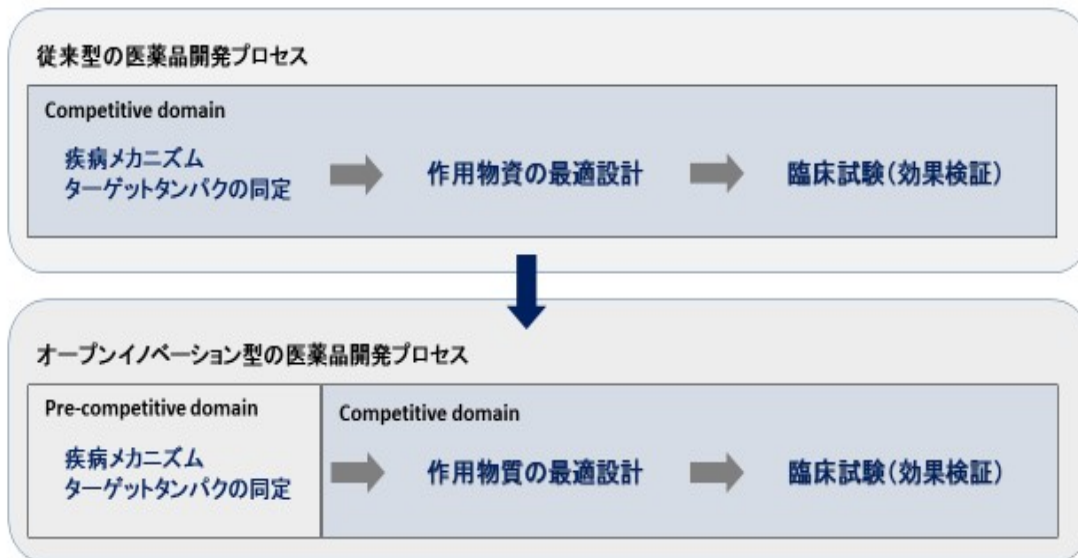 従来型の医薬品開発プロセス
Competitive domain
疾病メカニズム
ターゲットタンパクの同定
作用物資の最適設計
臨床試験(効果検証)
オープンイノベーション型の医薬品開発プロセス
Pre-competitive domain
疾病メカニズム
ターゲットタンパクの同定
Competitive domain
作用物質の最適設計
臨床試験(効果検証)